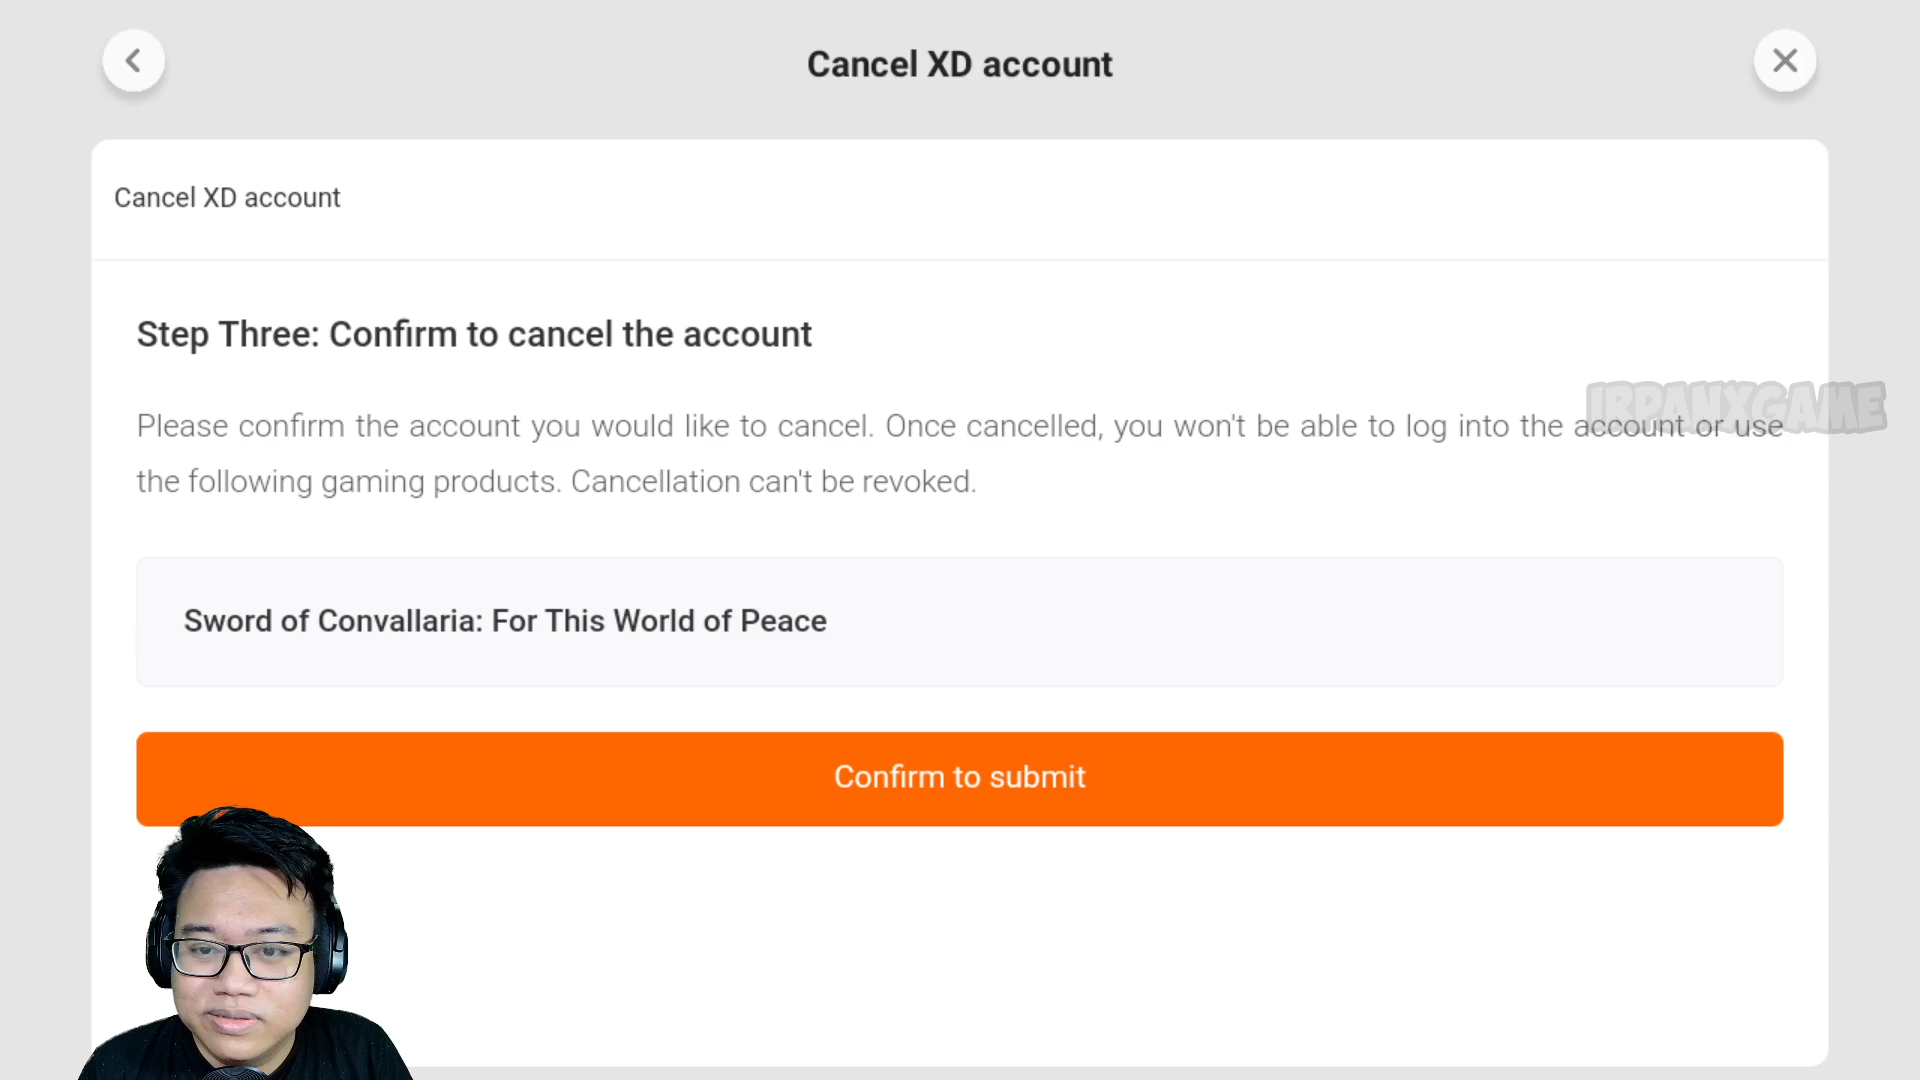 Cancel XD account
Cancel XD account
Step Three: Confirm to cancel the account
IRPANXGAME
Please confirm the account you would like to cancel. Once cancelled, you won't be able to log into the account or use
the following gaming products. Cancellation can't be revoked.
Sword of Convallaria: For This World of Peace
Confirm to submit